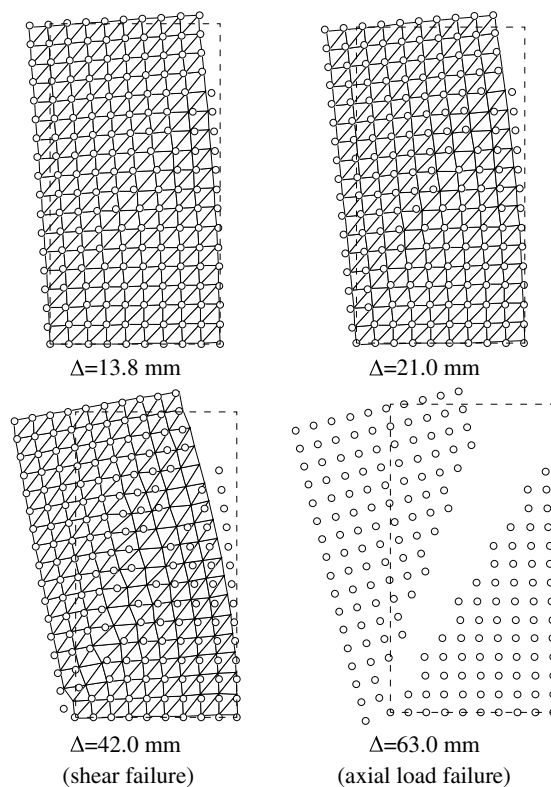 Δ=13.8 mm
Δ=21.0 mm
Δ=42.0 mm
(shear failure)
Δ=63.0 mm
(axial load failure)